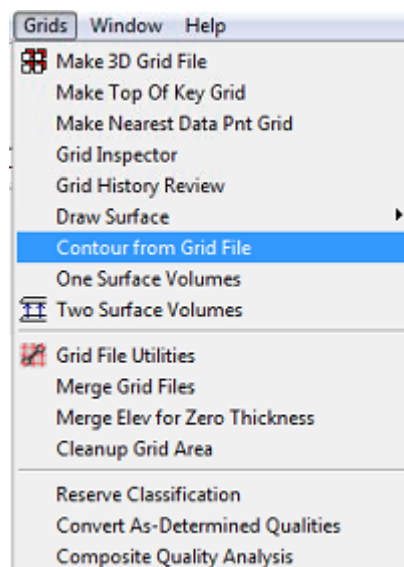 Grids Window Help
Make 3D Grid File
Make Top Of Key Grid
Make Nearest Data Pnt Grid
Grid Inspector
Grid History Review
Draw Surface
Contour from Grid File
One Surface Volumes
Two Surface Volumes
Grid File Utilities
Merge Grid Files
Merge Elev for Zero Thickness
Cleanup Grid Area
Reserve Classification
Convert As-Determined Qualities
Composite Quality Analysis